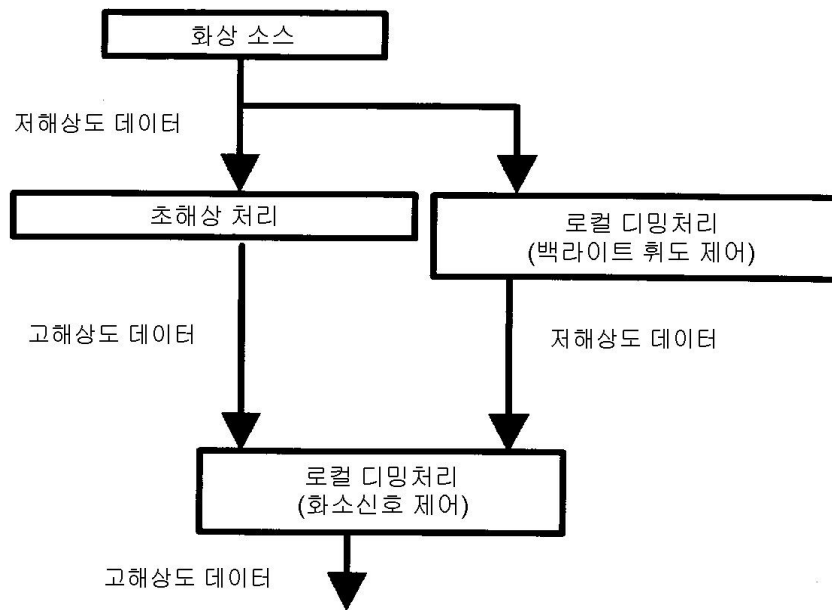 화상 소스
저해상도 데이터
초해상 처리
로컬 디밍처리
(백라이트 휘도 제어)
고해상도 데이터
저해상도 데이터
로컬 디밍처리
(화소신호 제어)
고해상도 데이터